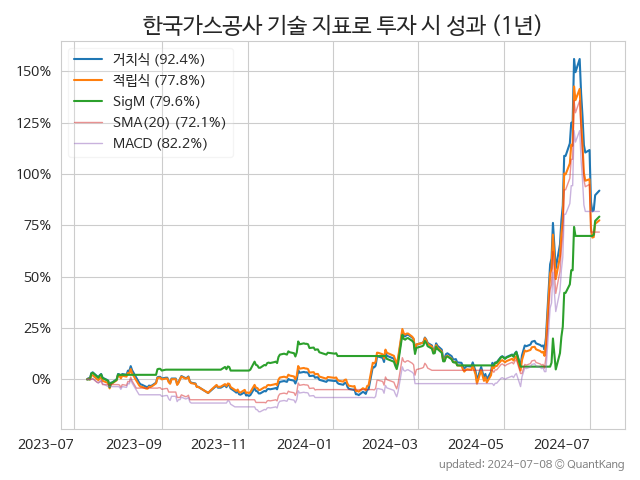 한국가스공사 기술 지표로 투자 시 성과 (1년)
거치식 (92.4%)
적립식 (77.8%)
SigM (79.6%)
SMA(20) (72.1%)
MACD (82.2%)
150%
125%
100%
75%
50%
25%
0%
2023-07 2023-09 2023-11 2024-01 2024-03 2024-05 2024-07
updated: 2024-07-08 © QuantKang